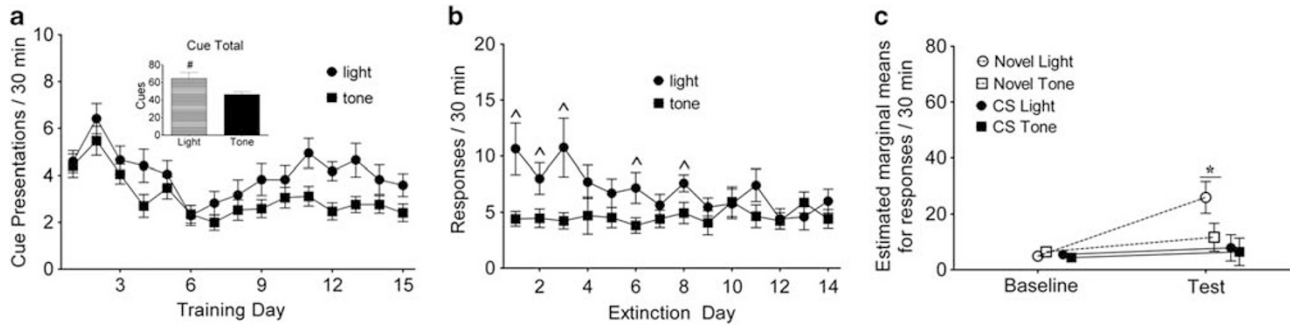 a
Cue Presentations / 30 min
10
8
6
4
2
0
Cue Total
Cues
80
60
40
20
0
#
Light
Tone
light
tone
3
6
9
12
15
Training Day
b
Responses / 30 min
20
15
10
5
0
^
^
^
^
^
light
tone
2
4
6
8
10
12
14
Extinction Day
c
Estimated marginal means
for responses / 30 min
80
60
40
20
0
Novel Light
Novel Tone
CS Light
CS Tone
*
Baseline
Test